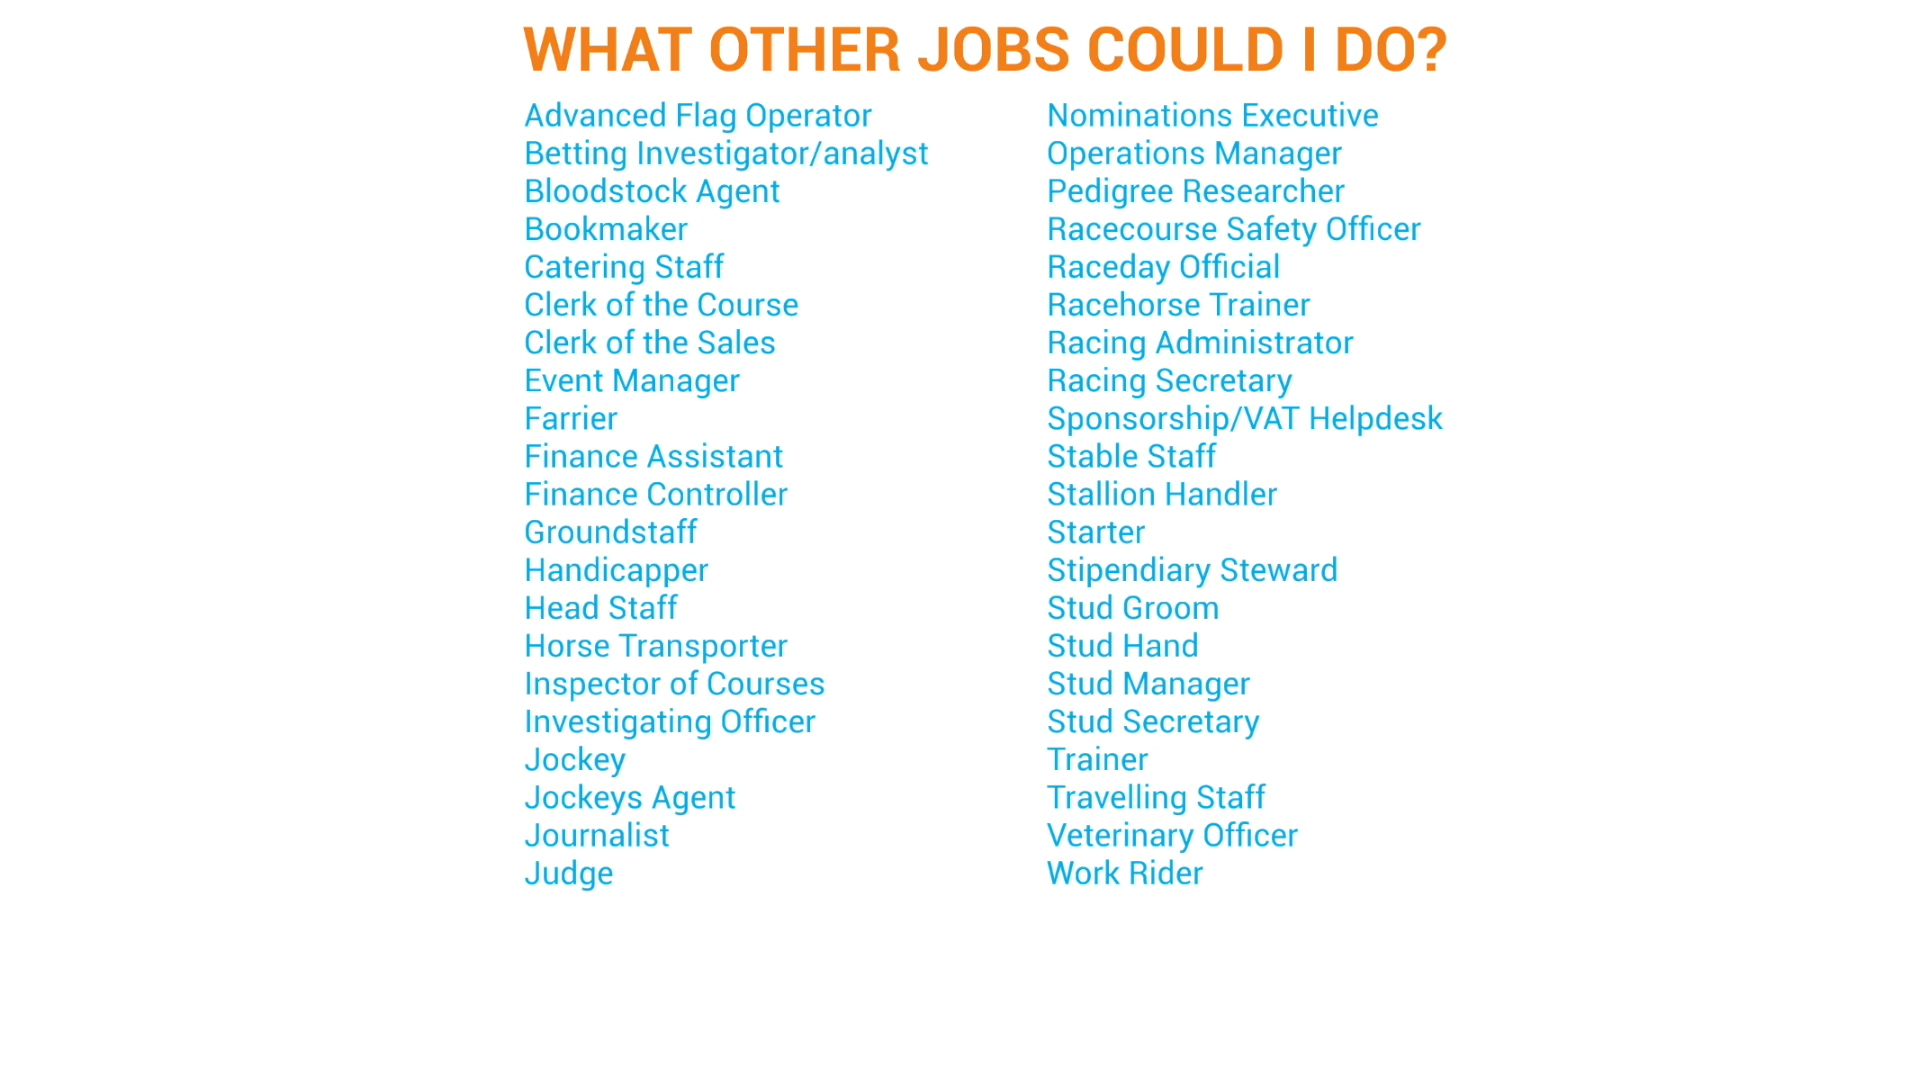 WHAT OTHER JOBS COULD I DO?
Advanced Flag Operator
Betting Investigator/analyst
Bloodstock Agent
Bookmaker
Catering Staff
Clerk of the Course
Clerk of the Sales
Event Manager
Farrier
Finance Assistant
Finance Controller
Groundstaff
Handicapper
Head Staff
Horse Transporter
Inspector of Courses
Investigating Officer
Jockey
Jockeys Agent
Journalist
Judge
Nominations Executive
Operations Manager
Pedigree Researcher
Racecourse Safety Officer
Raceday Official
Racehorse Trainer
Racing Administrator
Racing Secretary
Sponsorship/VAT Helpdesk
Stable Staff
Stallion Handler
Starter
Stipendiary Steward
Stud Groom
Stud Hand
Stud Manager
Stud Secretary
Trainer
Travelling Staff
Veterinary Officer
Work Rider